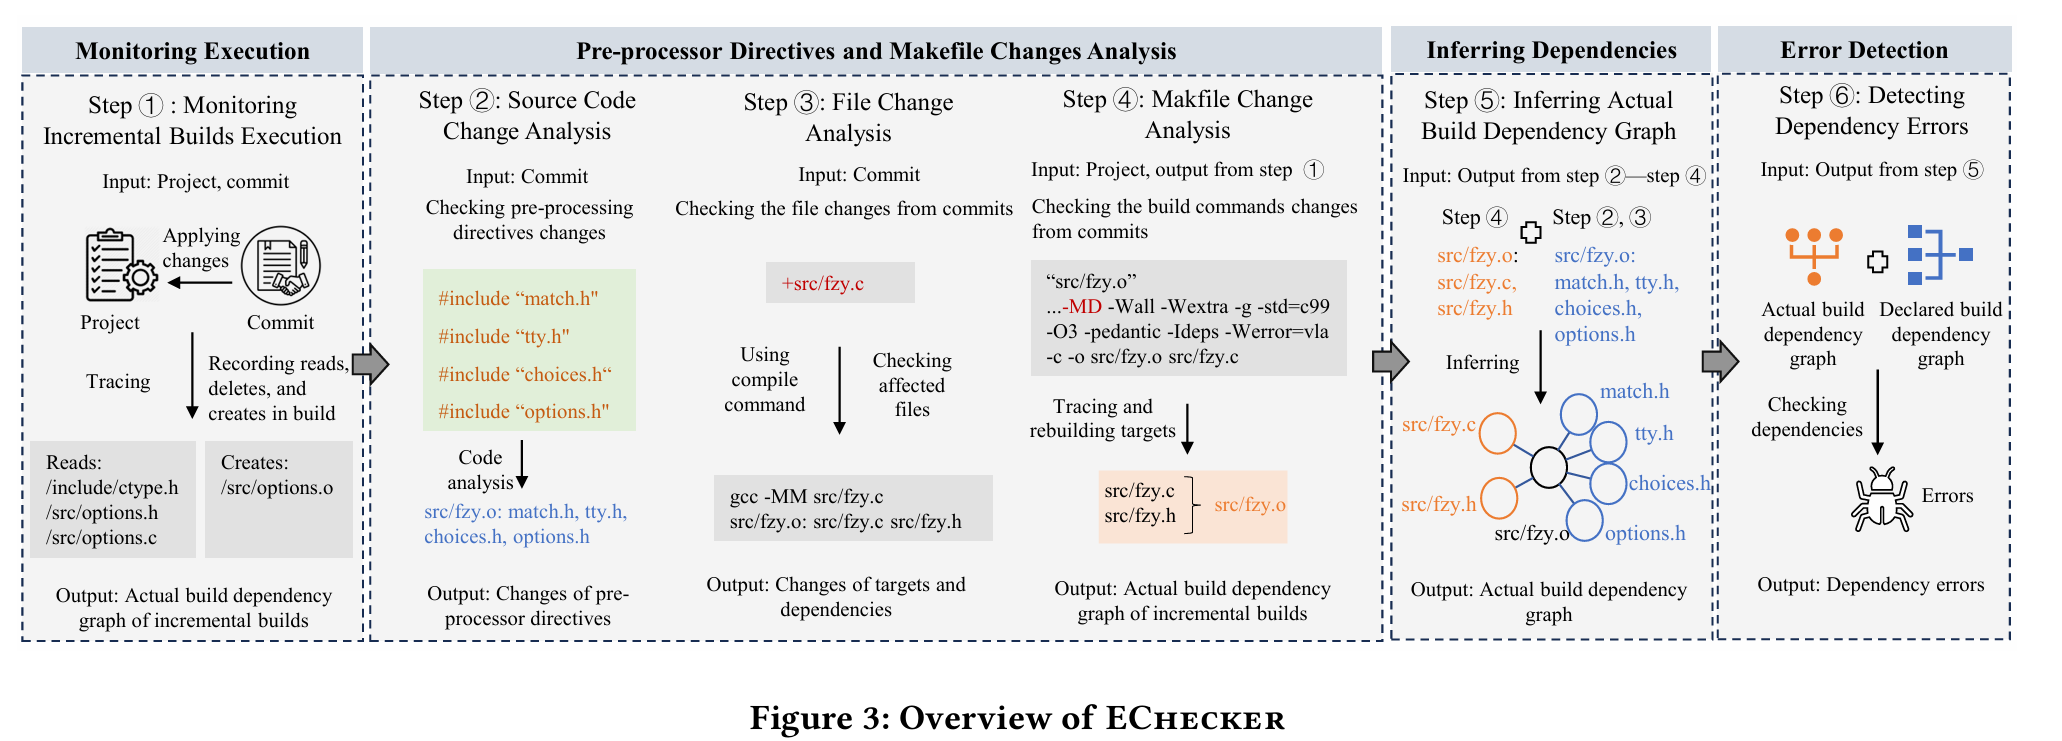 Monitoring Execution
Step ① : Monitoring
Incremental Builds Execution
Input: Project, commit
Applying
changes
Project
Commit
Tracing
Recording reads,
deletes, and
creates in build
Reads:
/include/ctype.h
/src/options.h
/src/options.c
Creates:
/src/options.o
Output: Actual build dependency
graph of incremental builds
Pre-processor Directives and Makefile Changes Analysis
Step ②: Source Code
Change Analysis
Input: Commit
Checking pre-processing
directives changes
#include “match.h"
#include “tty.h"
#include “choices.h“
#include “options.h"
Code
analysis
src/fzy.o: match.h, tty.h,
choices.h, options.h
Output: Changes of pre-
processor directives
Step ③: File Change
Analysis
Input: Commit
Checking the file changes from commits
+src/fzy.c
Using
compile
command
Checking
affected
files
gcc -MM src/fzy.c
src/fzy.o: src/fzy.c src/fzy.h
Output: Changes of targets and
dependencies
Step ④: Makfile Change
Analysis
Input: Project, output from step ①
Checking the build commands changes
from commits
“src/fzy.o”
...-MD -Wall -Wextra -g -std=c99
-O3 -pedantic -Ideps -Werror=vla
-c -o src/fzy.o src/fzy.c
Tracing and
rebuilding targets
src/fzy.c
src/fzy.h
src/fzy.o
Output: Actual build dependency
graph of incremental builds
Inferring Dependencies
Step ⑤: Inferring Actual
Build Dependency Graph
Input: Output from step ②—step ④
Step ④
src/fzy.o:
src/fzy.c,
src/fzy.h
Step ②, ③
src/fzy.o:
match.h, tty.h,
choices.h,
options.h
Inferring
match.h
src/fzy.c
tty.h
choices.h
src/fzy.h
src/fzy.o
options.h
Output: Actual build dependency
graph
Error Detection
Step ⑥: Detecting
Dependency Errors
Input: Output from step ⑤
Actual build
dependency
graph
Declared build
dependency
graph
Checking
dependencies
Errors
Output: Dependency errors
Figure 3: Overview of ECHECKER